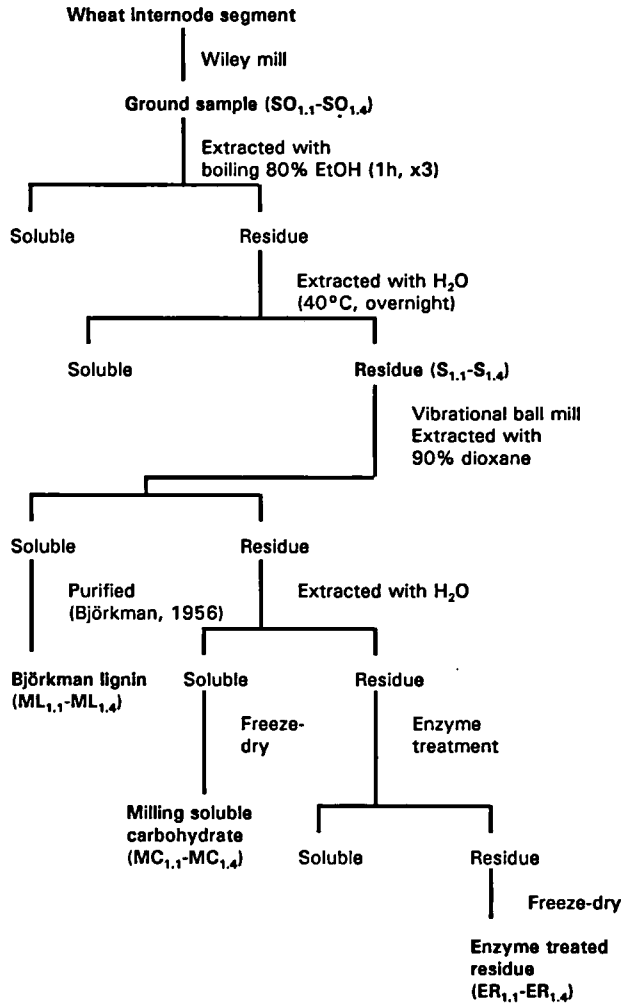 Wheat internode segment
Wiley mill
Ground sample (SO₁.₁-SO₁.₄)
Extracted with
boiling 80% EtOH (1h, x3)
Soluble
Residue
Extracted with H₂O
(40°C, overnight)
Soluble
Residue (S₁.₁-S₁.₄)
Vibrational ball mill
Extracted with
90% dioxane
Soluble
Residue
Purified
(Björkman, 1956)
Extracted with H₂O
Björkman lignin
(ML₁.₁-ML₁.₄)
Soluble
Residue
Freeze-
dry
Enzyme
treatment
Milling soluble
carbohydrate
(MC₁.₁-MC₁.₄)
Soluble
Residue
Freeze-dry
Enzyme treated
residue
(ER₁.₁-ER₁.₄)